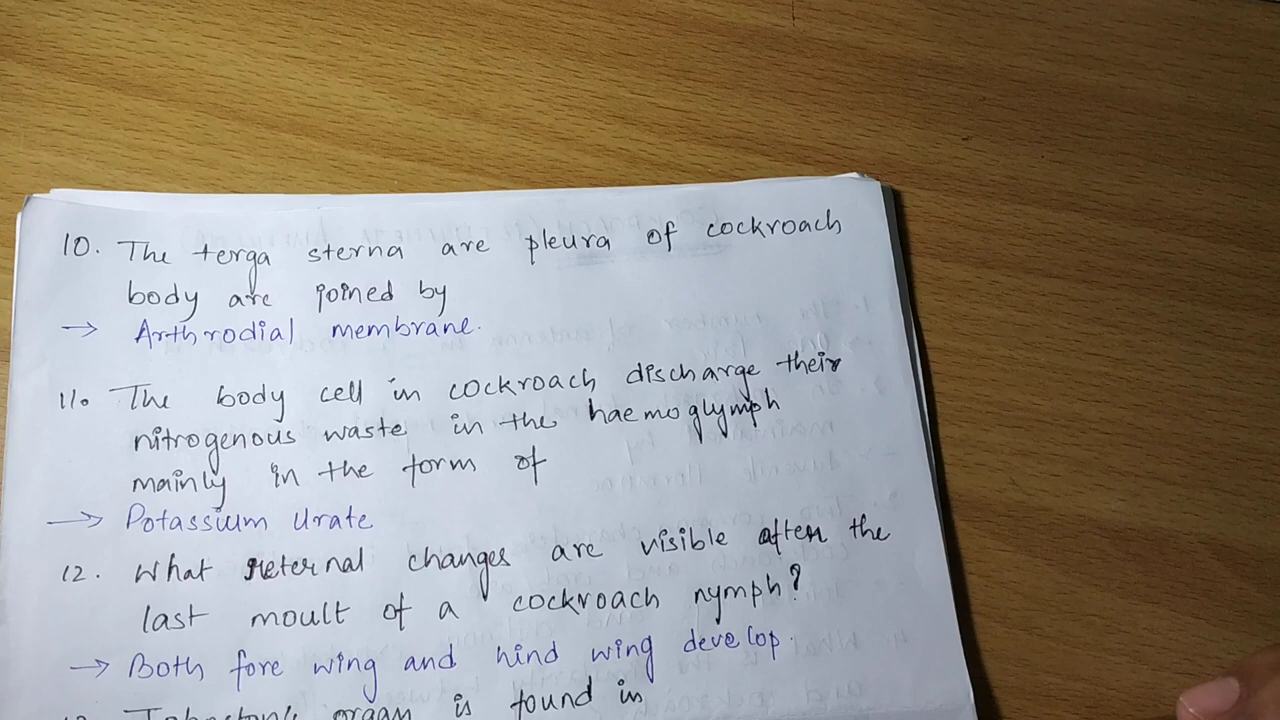 10. The terga sterna are pleura of cockroach
body are joined by
→ Arthrodial membrane.
11. The body cell in cockroach discharge their
nitrogenous waste in the haemoglymph
mainly in the form of
→ Potassium Urate
12. What reternal changes are visible after the
last moult of a cockroach nymph?
→ Both fore wing and hind wing develop.
organ is found in